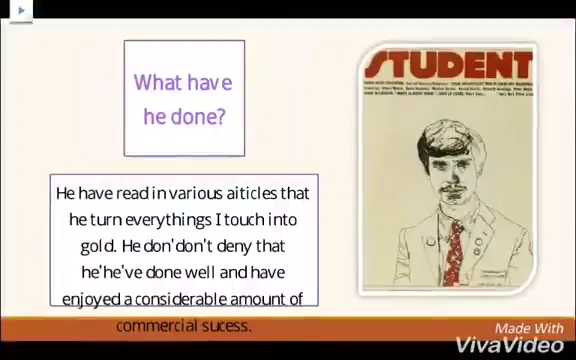 What have
he done?
He have read in various aiticles that
he turn everythings I touch into
gold. He don'don't deny that
he'he've done well and have
enjoyed a considerable amount of
commercial sucess.
STUDENT
Made With
VivaVideo